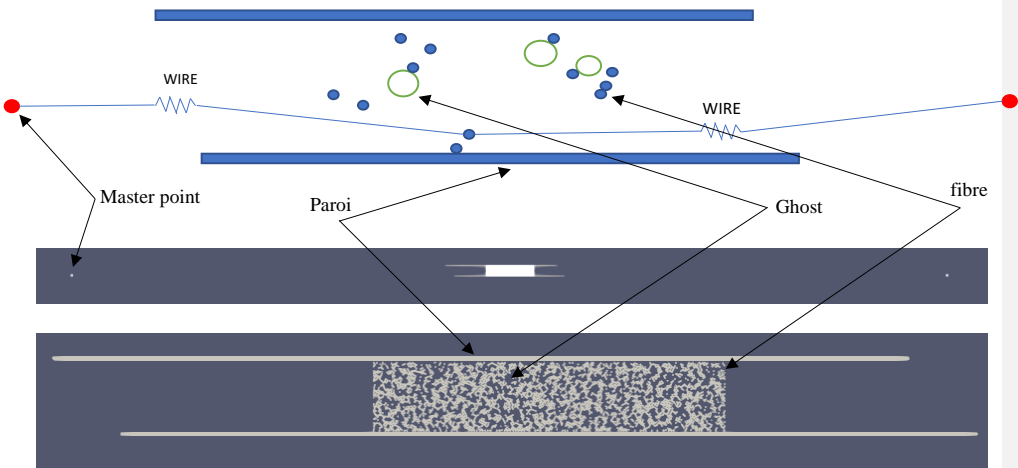 WIRE
WIRE
Master point
Paroi
Ghost
fibre